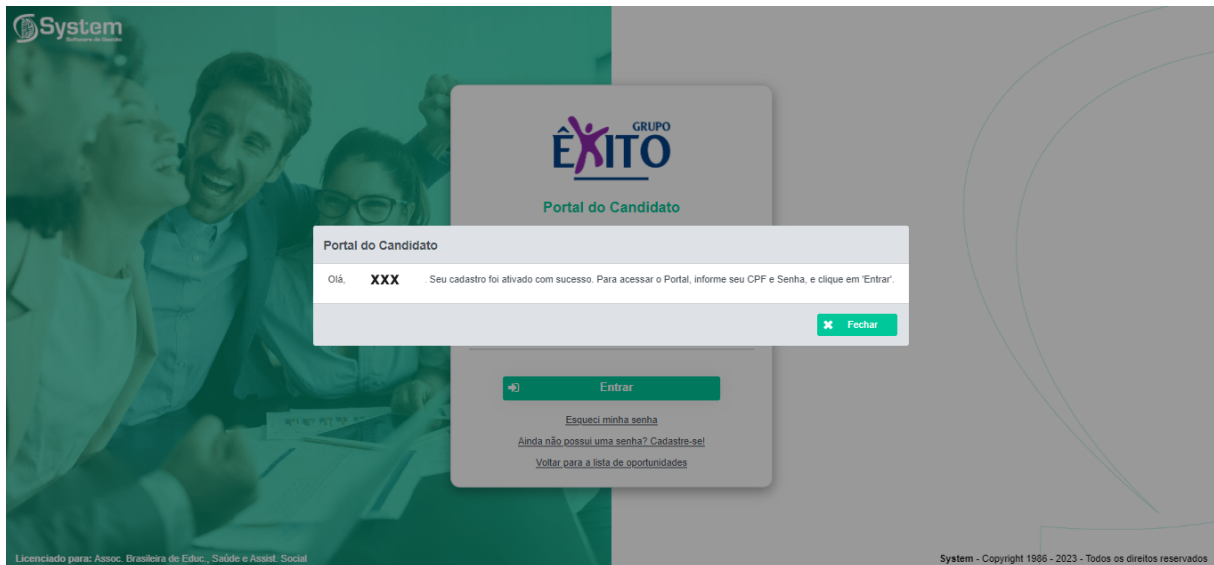 System
Software de Gestão
GRUPO
ÊXITO
Portal do Candidato
Portal do Candidato
Olá, XXX Seu cadastro foi ativado com sucesso. Para acessar o Portal, informe seu CPF e Senha, e clique em 'Entrar'.
Fechar
Entrar
Esqueci minha senha
Ainda não possui uma senha? Cadastre-se!
Voltar para a lista de oportunidades
Licenciado para: Assoc. Brasileira de Educ., Saúde e Assist. Social
System - Copyright 1986 - 2023 - Todos os direitos reservados